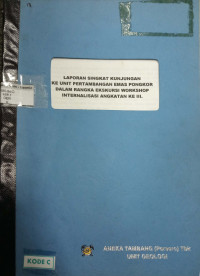 LAPORAN SINGKAT KUNJUNGAN
KE UNIT PERTAMBANGAN EMAS PONGKOR
DALAM RANGKA EKSKURSI WORKSHOP
INTERNALISASI ANGKATAN KE III.
KODE C
ANEKA TAMBANG (Persero) Tbk
UNIT GEOLOGI